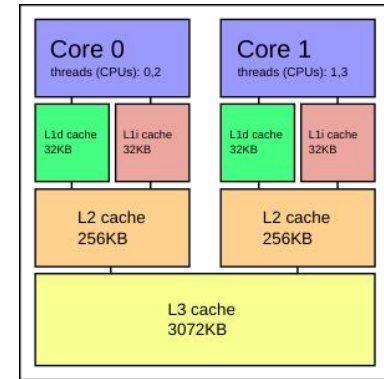 Core 0
threads (CPUs): 0,2
Core 1
threads (CPUs): 1,3
L1d cache
32KB
L1i cache
32KB
L1d cache
32KB
L1i cache
32KB
L2 cache
256KB
L2 cache
256KB
L3 cache
3072KB